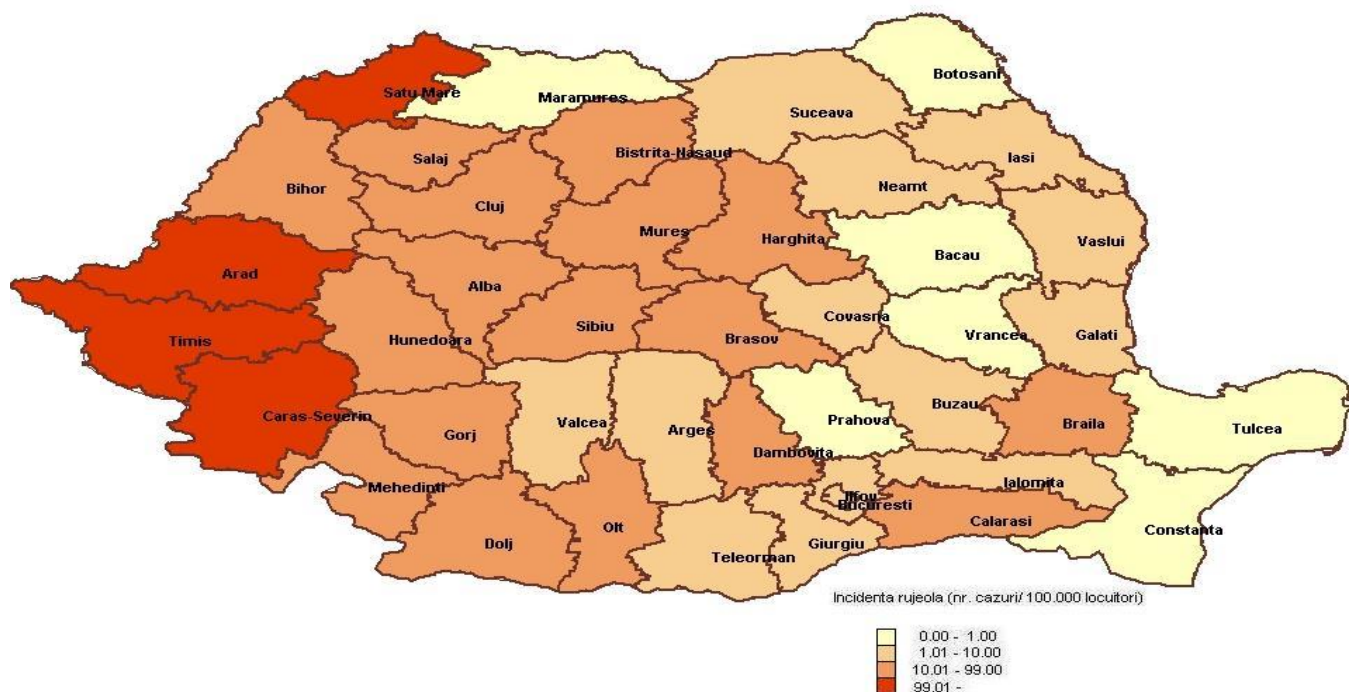 Botosani
Satu Mare
Maramures
Suceava
Salaj
Bistrita-Nasaud
Iasi
Bihor
Neamt
Cluj
Mures
Harghita
Vaslui
Bacau
Arad
Alba
Covasna
Sibiu
Vrancea
Galati
Timis
Hunedoara
Brasov
Caras-Severin
Buzau
Valcea
Prahova
Braila
Tulcea
Gorj
Arges
Dambovita
Mehedinti
Ialomita
Ilfov
Bucuresti
Olt
Calarasi
Constanta
Dolj
Teleorman
Giurgiu
Incidenta rujeola (nr. cazuri/ 100.000 locuitori)
0.00 - 1.00
1.01 - 10.00
10.01 - 99.00
99.01 -